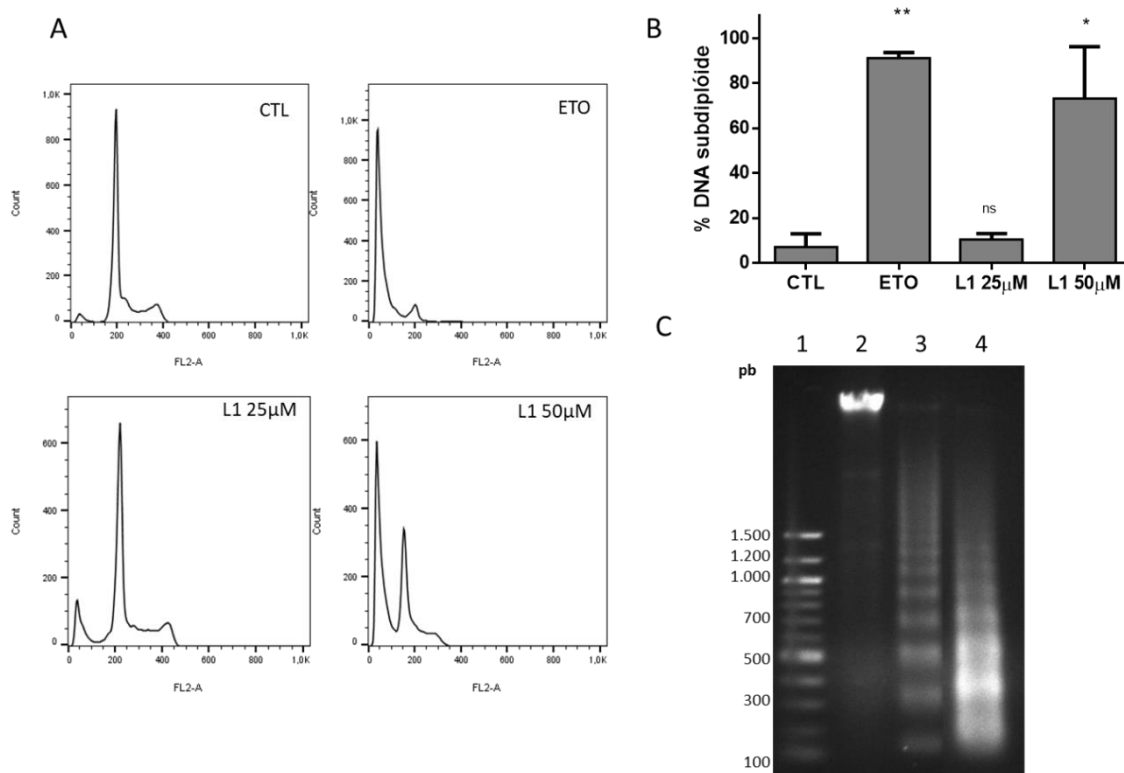 A
CTL
1,0K
800
600
400
200
0
Count
0 200 400 600 800 1,0K
FL2-A
ETO
1,0K
800
600
400
200
0
Count
0 200 400 600 800 1,0K
FL2-A
L1 25µM
600
400
200
0
Count
0 200 400 600 800 1,0K
FL2-A
L1 50µM
600
400
200
0
Count
0 200 400 600 800 1,0K
FL2-A
B
% DNA subdiplóide
100
80
60
40
20
0
**
ns
*
CTL ETO L1 25µM L1 50µM
C
1 2 3 4
pb
1.500
1.200
1.000
700
500
300
100